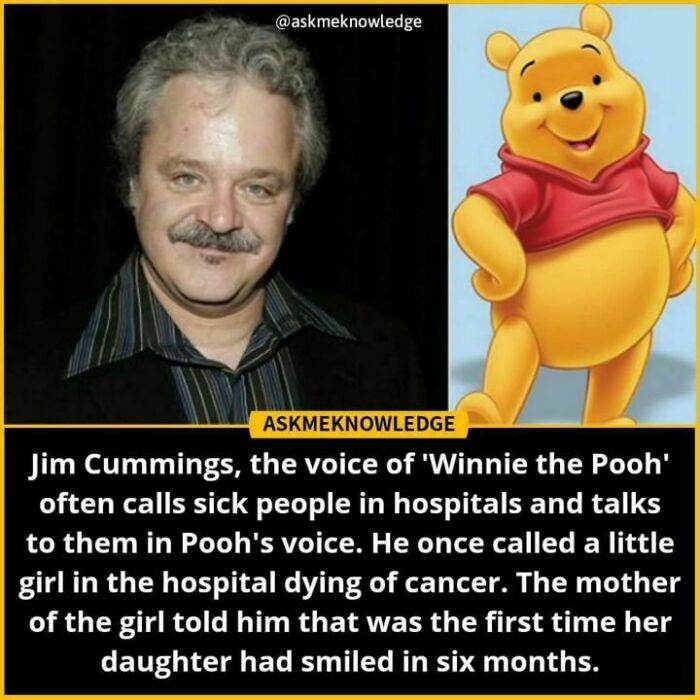 @askmeknowledge
ASKMEKNOWLEDGE
Jim Cummings, the voice of 'Winnie the Pooh'
often calls sick people in hospitals and talks
to them in Pooh's voice. He once called a little
girl in the hospital dying of cancer. The mother
of the girl told him that was the first time her
daughter had smiled in six months.